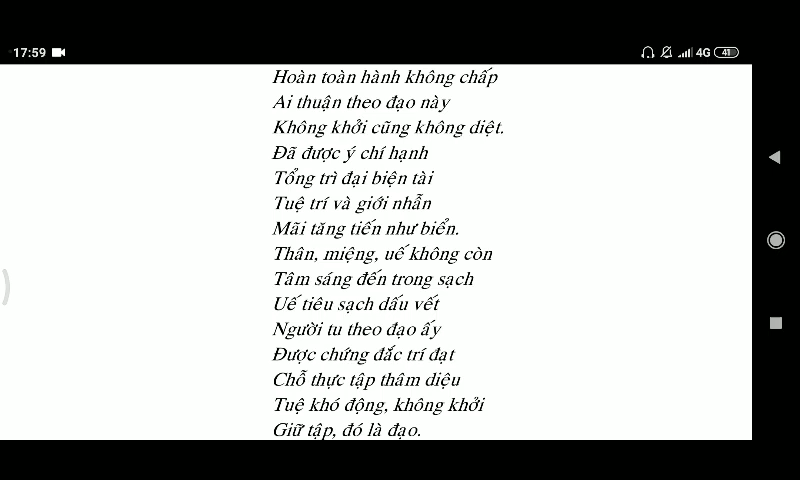 17:59 4G 41
Hoàn toàn hành không chấp
Ai thuận theo đạo này
Không khởi cũng không diệt.
Đã được ý chí hạnh
Tổng trì đại biện tài
Tuệ trí và giới nhẫn
Mãi tăng tiến như biển.
Thân, miệng, uế không còn
Tâm sáng đến trong sạch
Uế tiêu sạch dấu vết
Người tu theo đạo ấy
Được chứng đắc trí đạt
Chỗ thực tập thâm diệu
Tuệ khó động, không khởi
Giữ tập, đó là đạo.